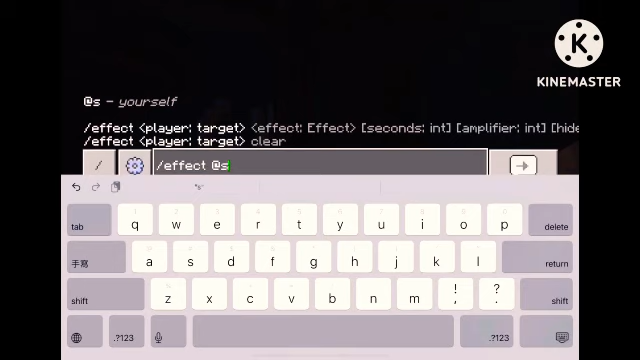 K
KINEMASTER
@s - yourself
/effect <player: target> <effect: Effect> [seconds: int] [amplifier: int] [hide
/effect <player: target> clear
/ /effect @s
"s"
tab q w e r t y u i o p delete
手寫 a s d f g h j k l return
shift z x c v b n m ! , ? . shift
.?123 .?123